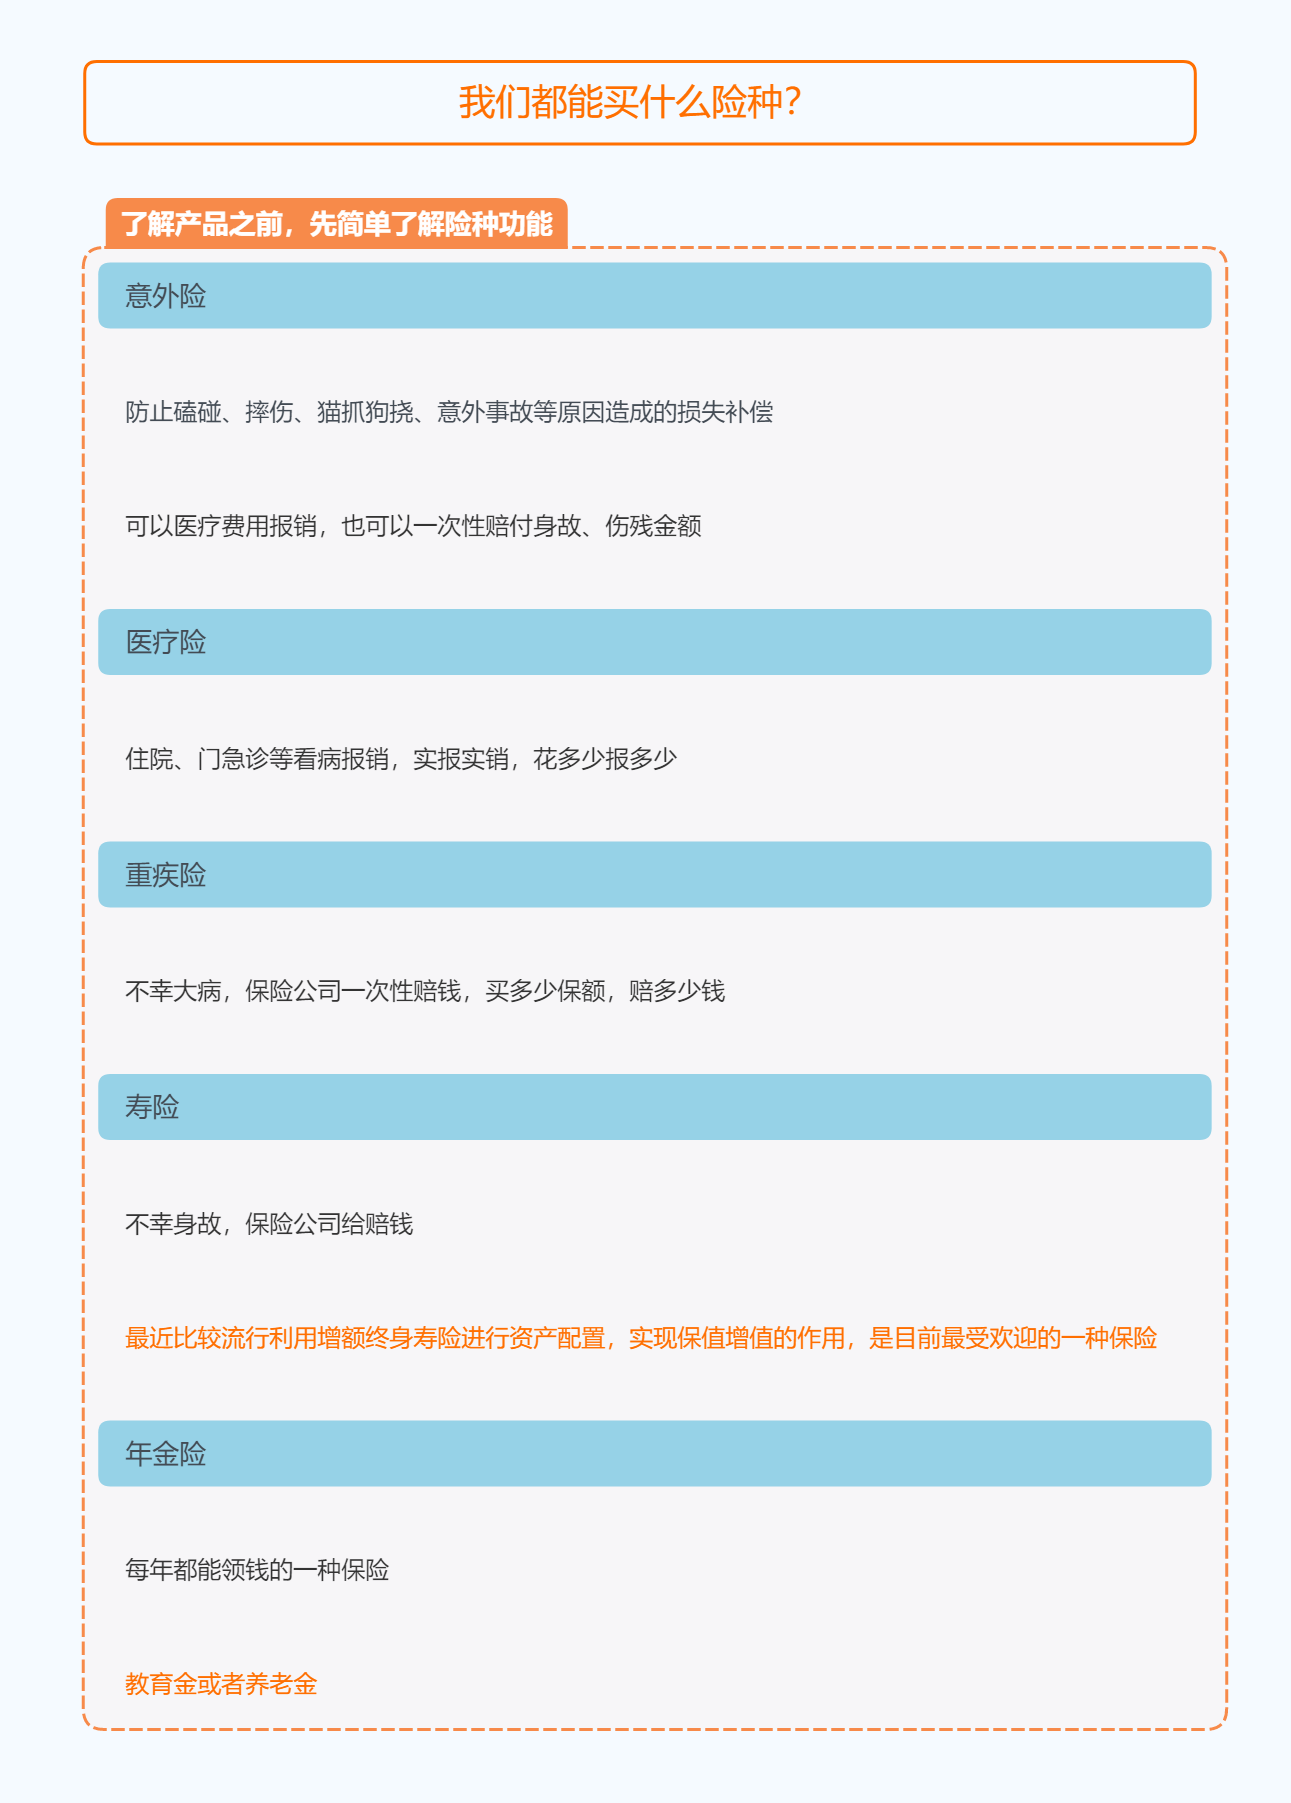 我们都能买什么险种？
了解产品之前，先简单了解险种功能
意外险
防止磕碰、摔伤、猫抓狗挠、意外事故等原因造成的损失补偿
可以医疗费用报销，也可以一次性赔付身故、伤残金额
医疗险
住院、门急诊等看病报销，实报实销，花多少报多少
重疾险
不幸大病，保险公司一次性赔钱，买多少保额，赔多少钱
寿险
不幸身故，保险公司给赔钱
最近比较流行利用增额终身寿险进行资产配置，实现保值增值的作用，是目前最受欢迎的一种保险
年金险
每年都能领钱的一种保险
教育金或者养老金